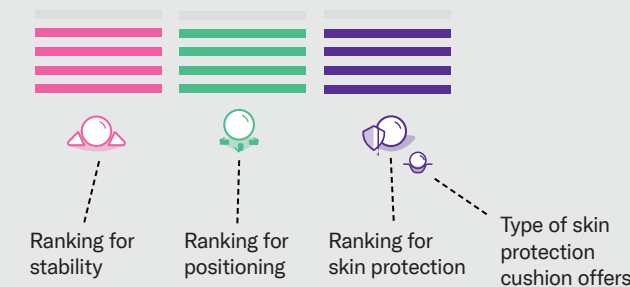 Ranking for
stability
Ranking for
positioning
Ranking for
skin protection
Type of skin
protection
cushion offers